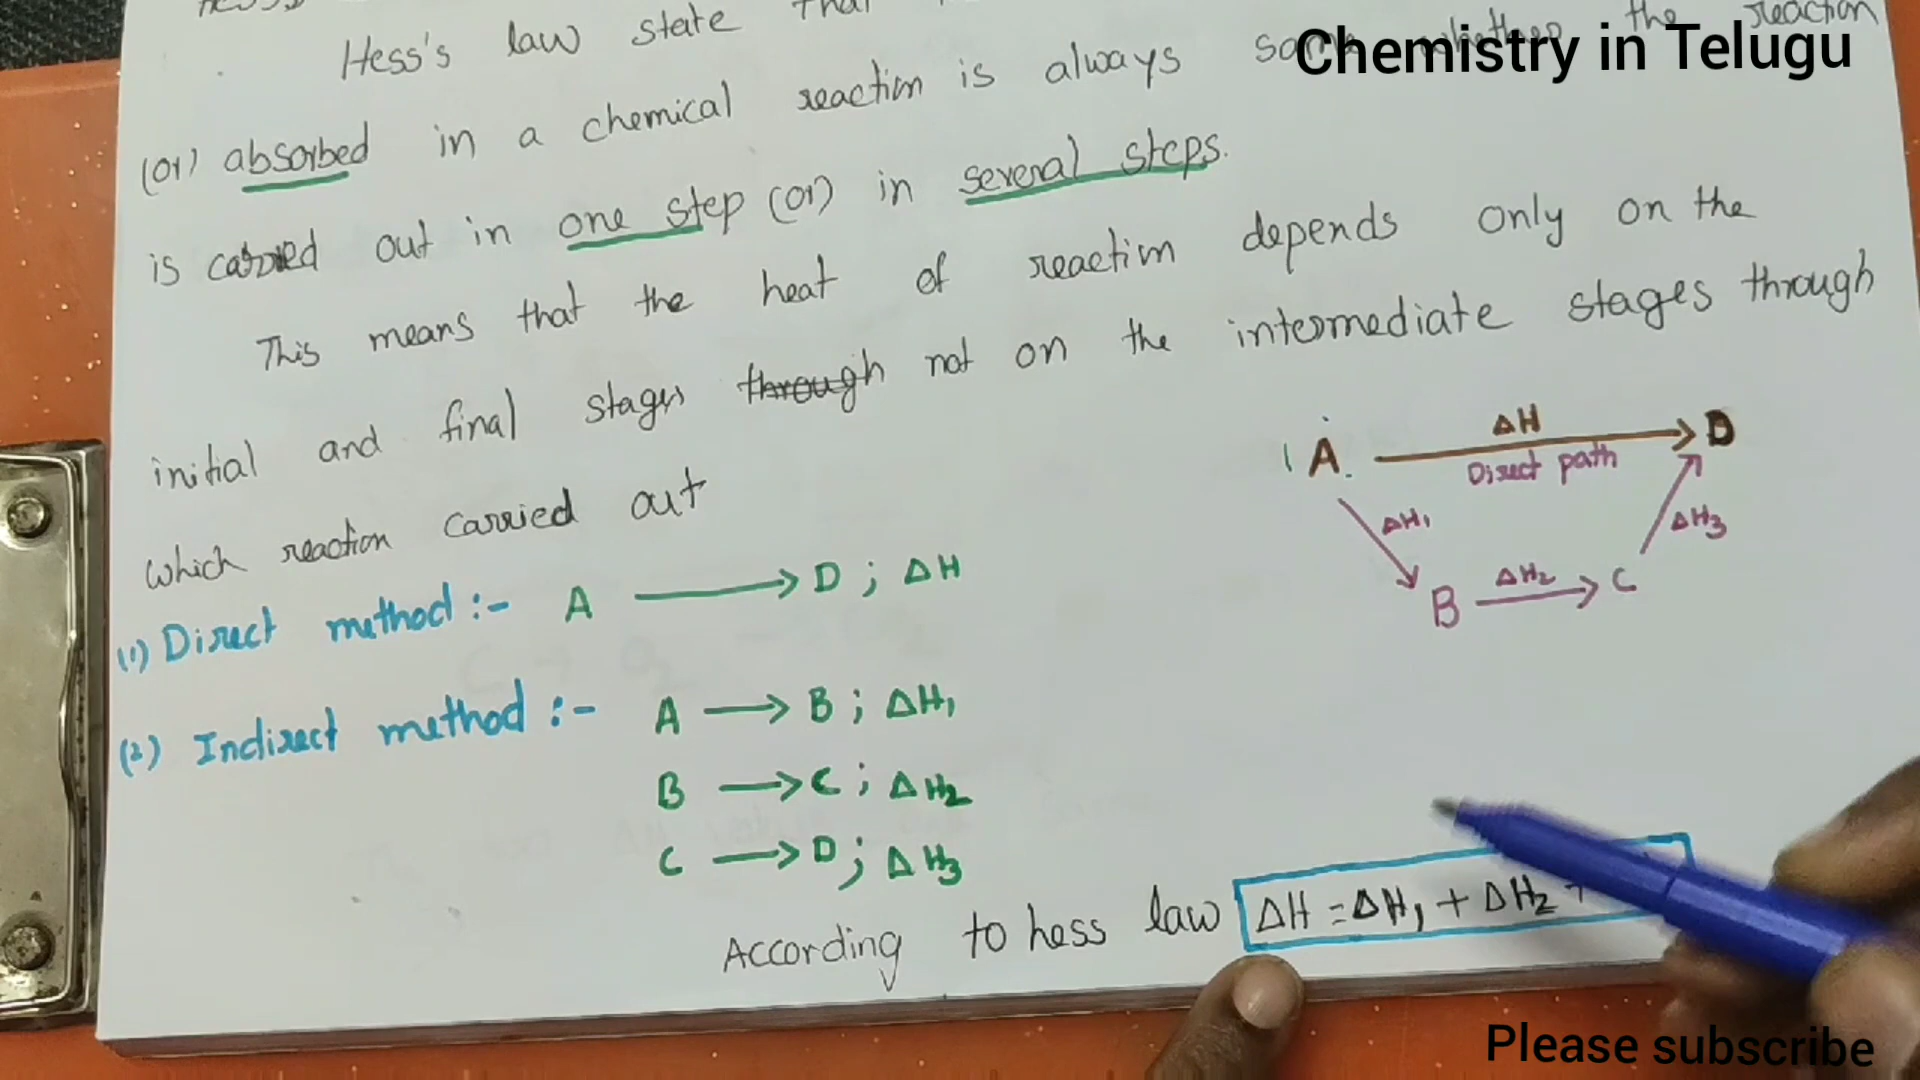 Hess's law state that
Chemistry in Telugu
(or) absorbed in a chemical reaction is always same whether the reaction
is carried out in one step (or) in several steps.
This means that the heat of reaction depends only on the
initial and final stages through not on the intermediate stages through
which reaction carried out
A ΔH D
Direct path
ΔH1 ΔH3
B ΔH2 C
(1) Direct method :- A → D ; ΔH
(2) Indirect method :- A → B ; ΔH1
B → C ; ΔH2
C → D ; ΔH3
According to hess law ΔH = ΔH1 + ΔH2 +
Please subscribe